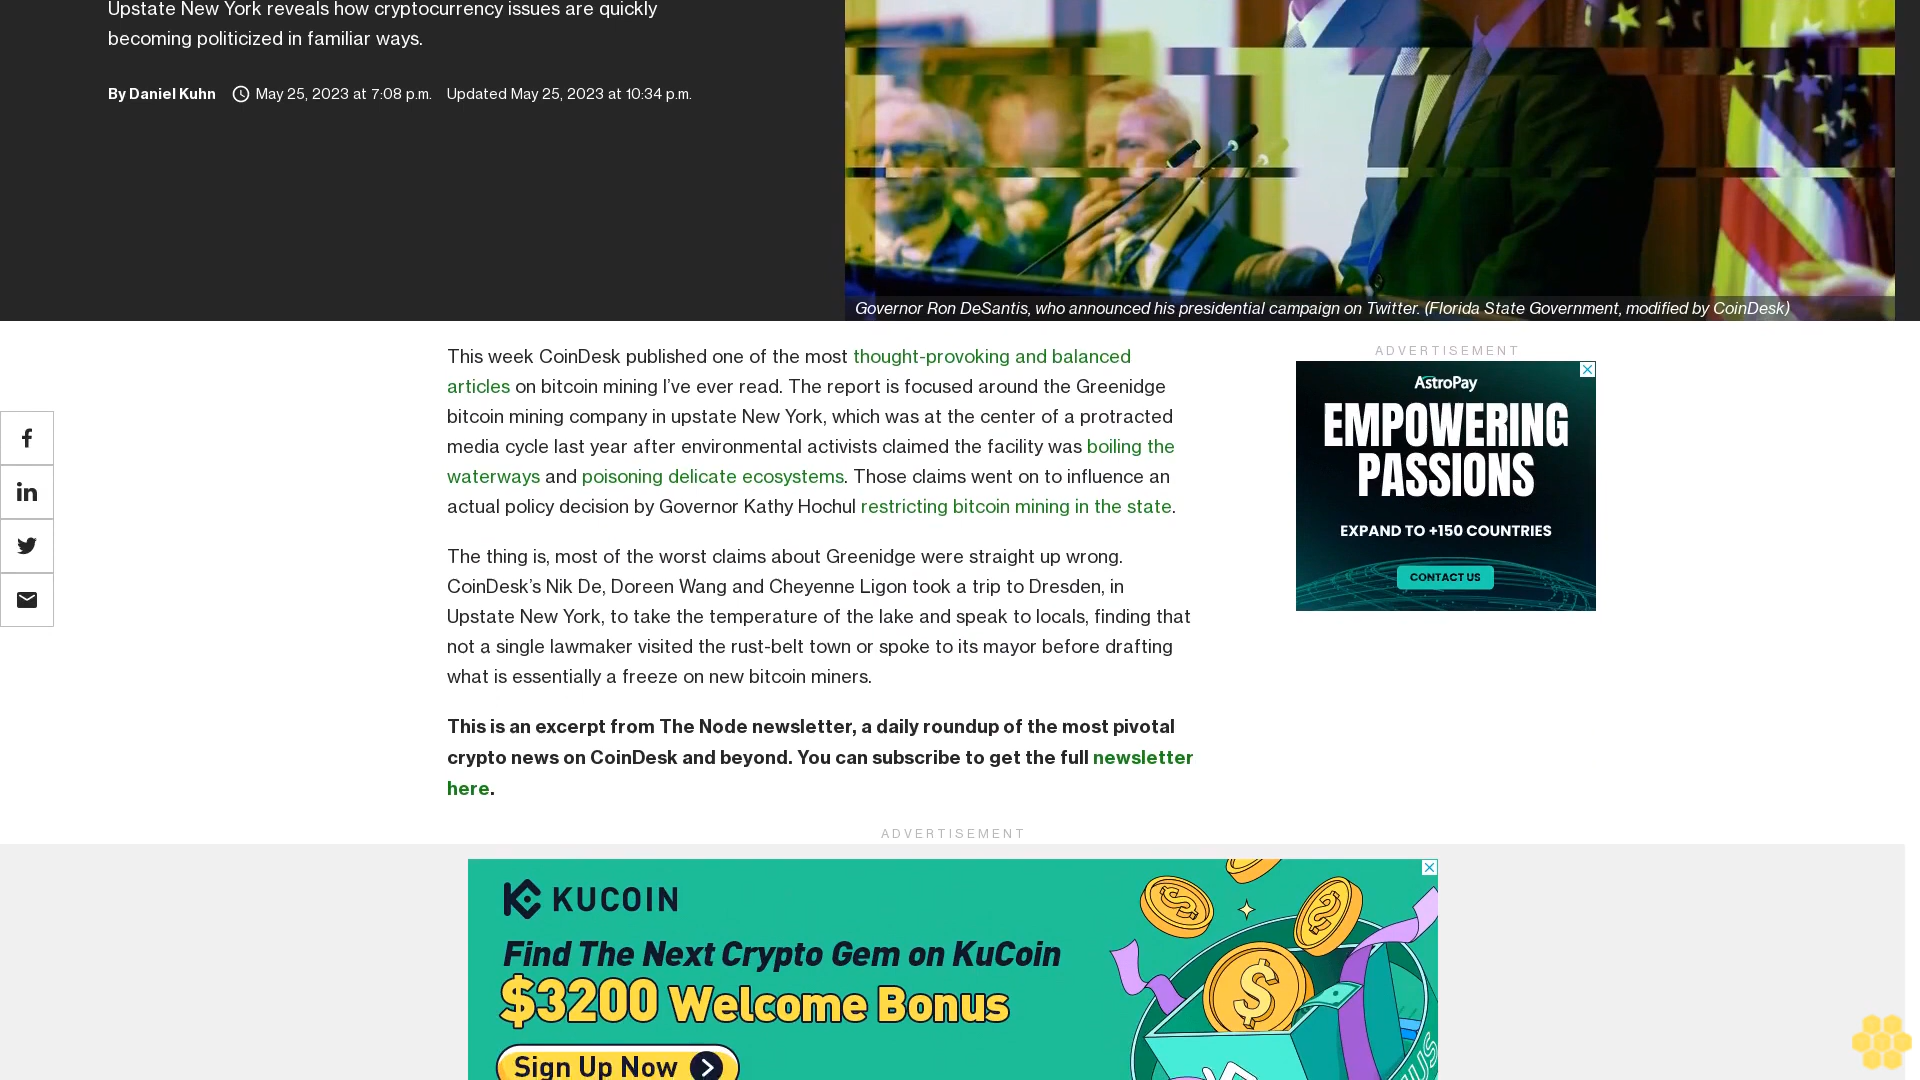 Upstate New York reveals how cryptocurrency issues are quickly
becoming politicized in familiar ways.
By Daniel Kuhn May 25, 2023 at 7:08 p.m. Updated May 25, 2023 at 10:34 p.m.
Governor Ron DeSantis, who announced his presidential campaign on Twitter. (Florida State Government, modified by CoinDesk)
This week CoinDesk published one of the most thought-provoking and balanced
articles on bitcoin mining I’ve ever read. The report is focused around the Greenidge
bitcoin mining company in upstate New York, which was at the center of a protracted
media cycle last year after environmental activists claimed the facility was boiling the
waterways and poisoning delicate ecosystems. Those claims went on to influence an
actual policy decision by Governor Kathy Hochul restricting bitcoin mining in the state.
The thing is, most of the worst claims about Greenidge were straight up wrong.
CoinDesk’s Nik De, Doreen Wang and Cheyenne Ligon took a trip to Dresden, in
Upstate New York, to take the temperature of the lake and speak to locals, finding that
not a single lawmaker visited the rust-belt town or spoke to its mayor before drafting
what is essentially a freeze on new bitcoin miners.
This is an excerpt from The Node newsletter, a daily roundup of the most pivotal
crypto news on CoinDesk and beyond. You can subscribe to get the full newsletter
here.
ADVERTISEMENT
AstroPay
EMPOWERING
PASSIONS
EXPAND TO +150 COUNTRIES
CONTACT US
ADVERTISEMENT
KUCOIN
Find The Next Crypto Gem on KuCoin
$3200 Welcome Bonus
Sign Up Now